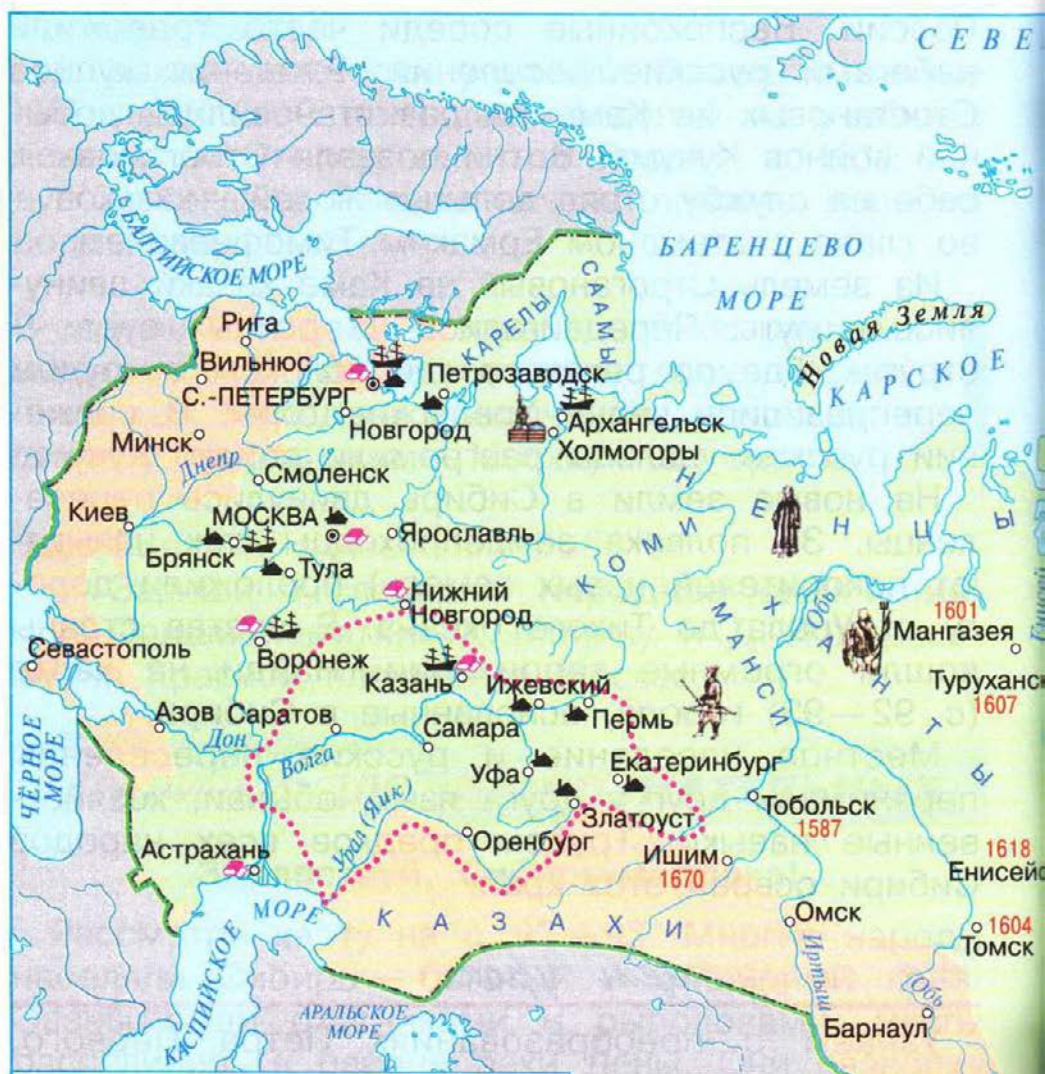 СЕВЕ
БАРЕНЦЕВО
МОРЕ
БАЛТИЙСКОЕ МОРЕ
СААМЫ
Новая Земля
КАРСКОЕ
КАРЕЛЫ
Рига
Вильнюс
С.-ПЕТЕРБУРГ
Петрозаводск
Новгород
Архангельск
Холмогоры
Минск
Днепр
Смоленск
НЕНЦЫ
КОМИ
Киев
МОСКВА
Ярославль
Брянск
Тула
МАНСИ
ХАНТЫ
Обь
1601
Мангазея
Нижний
Новгород
Севастополь
Воронеж
Казань
Ижевский
Пермь
Туруханск
1607
Азов
Саратов
Дон
Волга
Самара
Уфа
Екатеринбург
ЧЁРНОЕ
МОРЕ
Урал (Яик)
Златоуст
Тобольск
1587
Оренбург
Астрахань
Ишим
1670
1618
Енисейс
МОРЕ
КАЗАХИ
Омск
1604
Томск
Иртыш
Обь
КАСПИЙСКОЕ
АРАЛЬСКОЕ
МОРЕ
Барнаул